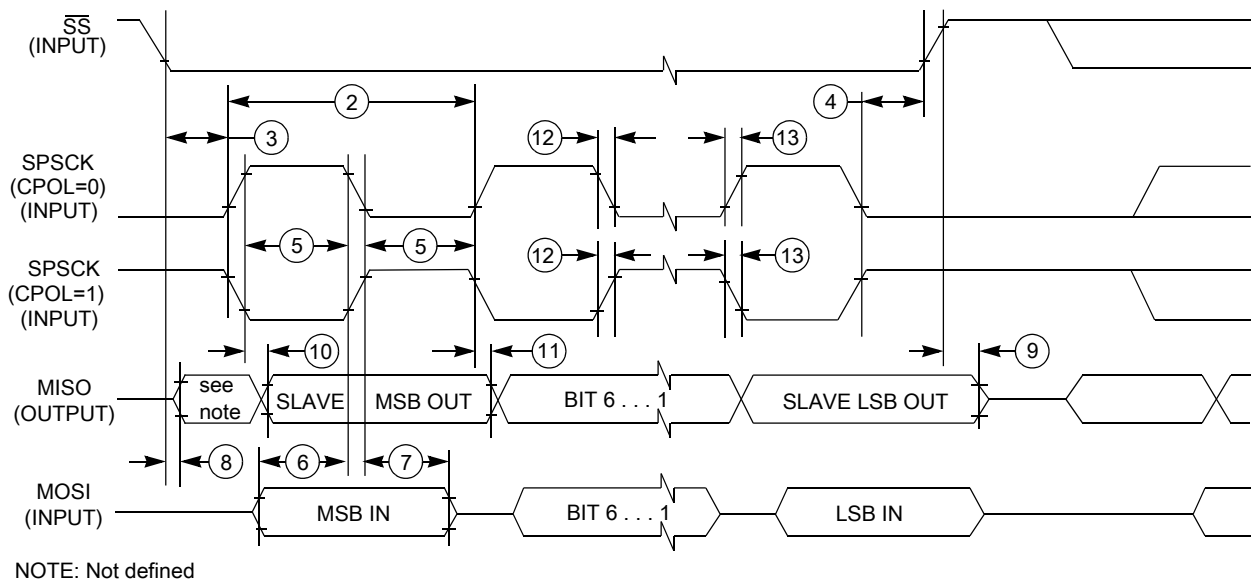 SS
(INPUT)
2
4
3
12
13
SPSCK
(CPOL=0)
(INPUT)
5
5
SPSCK
(CPOL=1)
(INPUT)
12
13
10
11
9
MISO
(OUTPUT)
see
note
SLAVE
MSB OUT
BIT 6 . . . 1
SLAVE LSB OUT
8
6
7
MOSI
(INPUT)
MSB IN
BIT 6 . . . 1
LSB IN
NOTE: Not defined